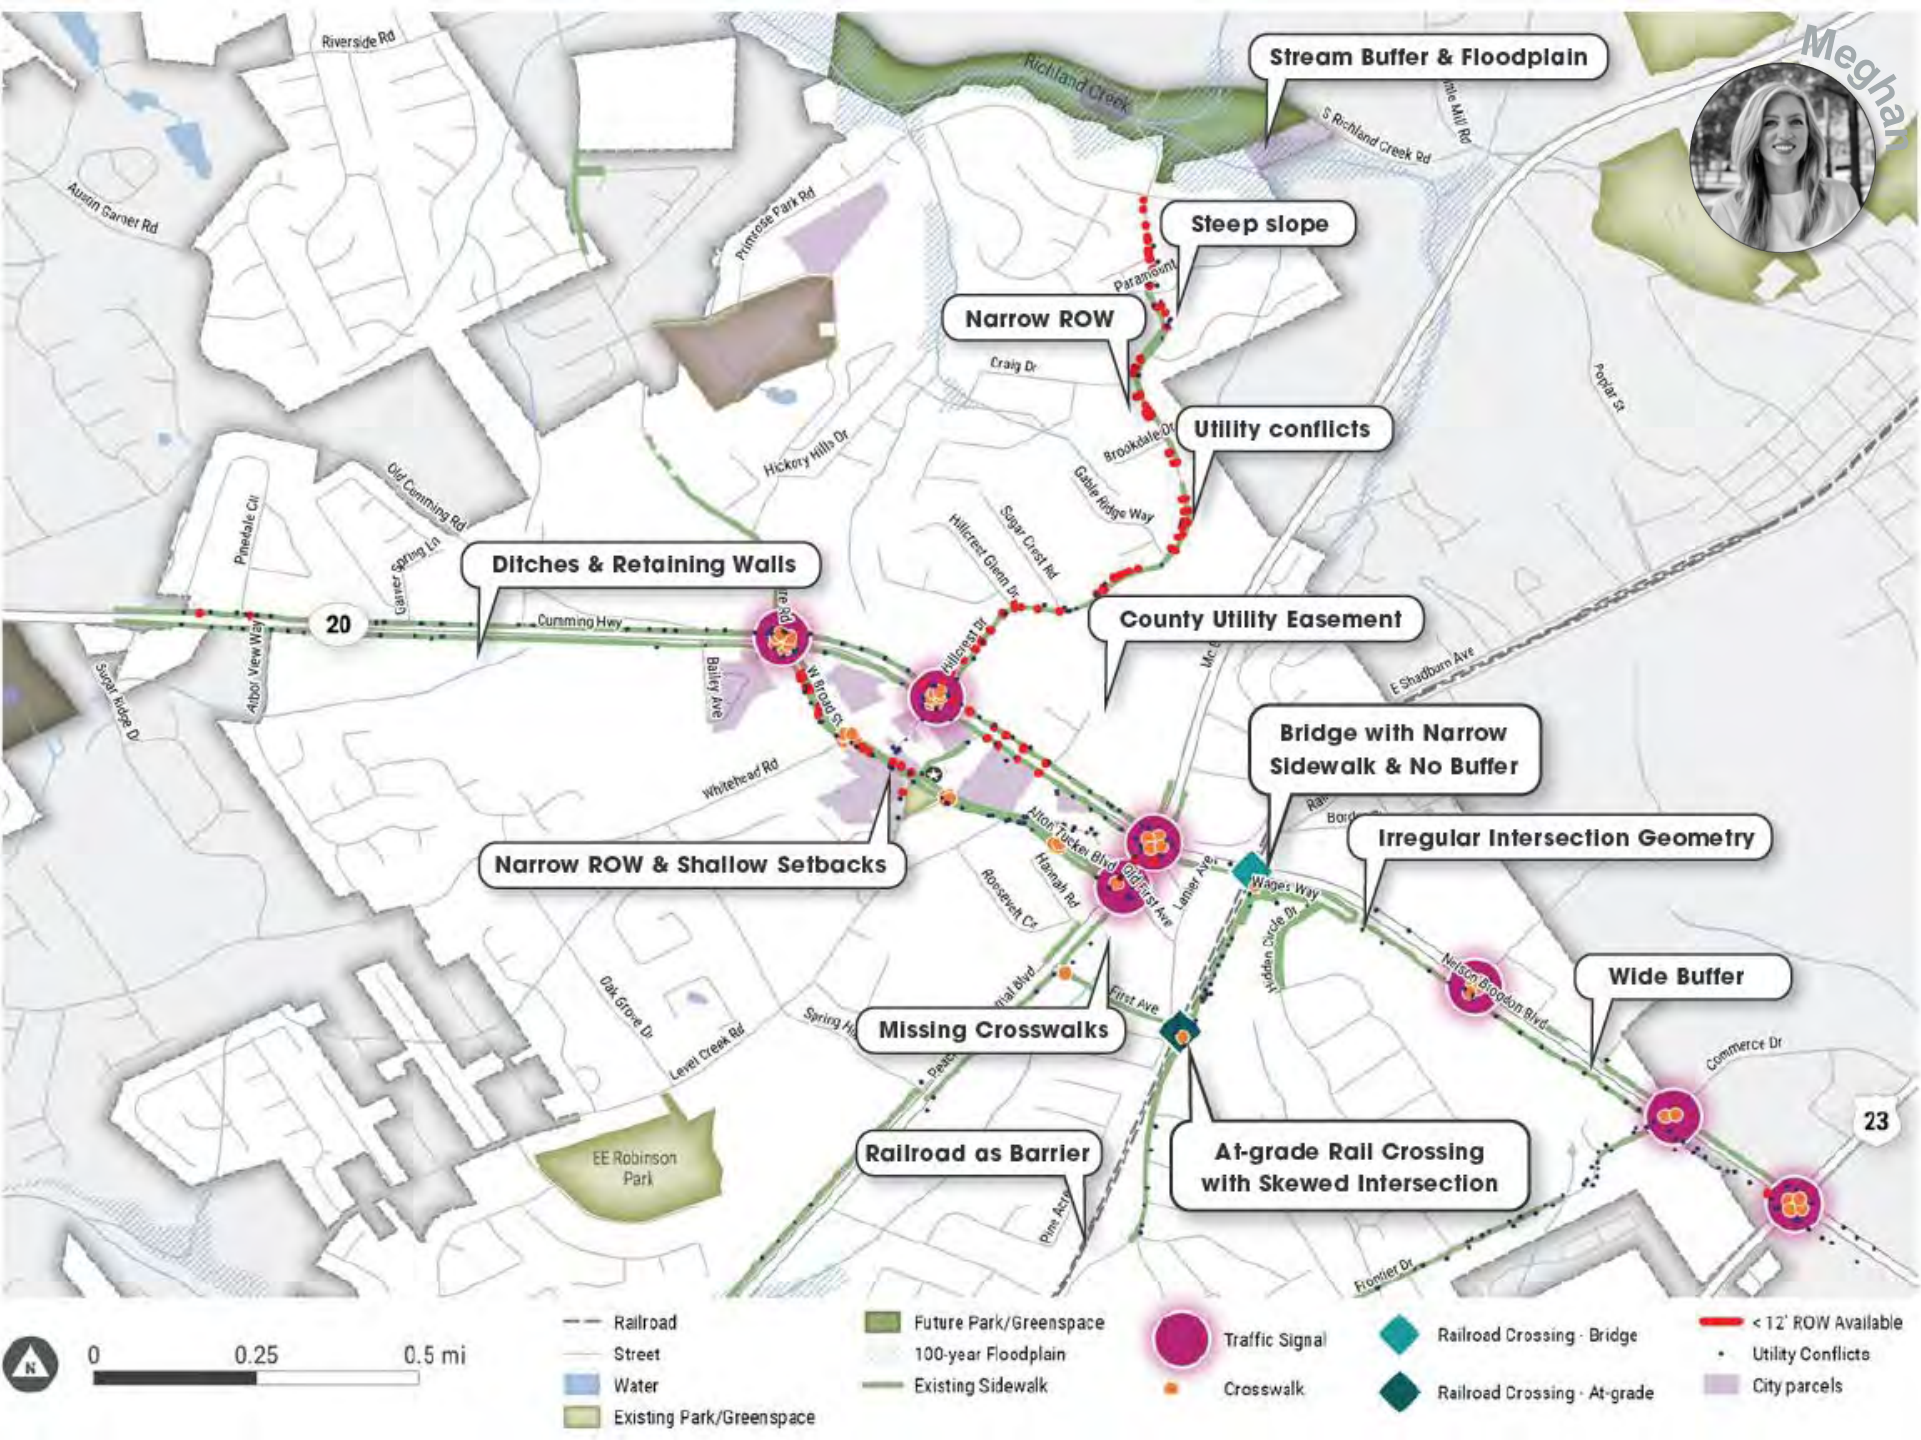 Meghan
Riverside Rd
Richland Creek
Stream Buffer & Floodplain
S Richland Creek Rd
Austin Garner Rd
Primrose Park Rd
Steep slope
Paramount
Narrow ROW
Craig Dr
Poplar St
Brookdale Dr
Utility conflicts
Hickory Hills Dr
Old Cumming Rd
Gable Ridge Way
Pinedale Cir
Sugar Crest Rd
Hillcrest Glenn Dr
Spring Ln
Ditches & Retaining Walls
County Utility Easement
20
Cumming Hwy
Hillcrest Dr
Arbor View Way
Sugar Ridge Dr
Bailey Ave
W Broad St
E Shadburn Ave
Bridge with Narrow
Sidewalk & No Buffer
Whitehead Rd
Alton Tucker Blvd
Irregular Intersection Geometry
Narrow ROW & Shallow Setbacks
Old First Ave
Lanier Ave
Wages Way
Hannah Rd
Roosevelt Cir
Hidden Circle Dr
Nelson Brogdon Blvd
Wide Buffer
Oak Grove Dr
First Ave
Missing Crosswalks
Level Creek Rd
Commerce Dr
23
Railroad as Barrier
At-grade Rail Crossing
with Skewed Intersection
EE Robinson
Park
Pine Acre
Frontier Dr
N
0 0.25 0.5 mi
Railroad
Street
Water
Existing Park/Greenspace
Future Park/Greenspace
100-year Floodplain
Existing Sidewalk
Traffic Signal
Crosswalk
Railroad Crossing - Bridge
Railroad Crossing - At-grade
< 12' ROW Available
Utility Conflicts
City parcels